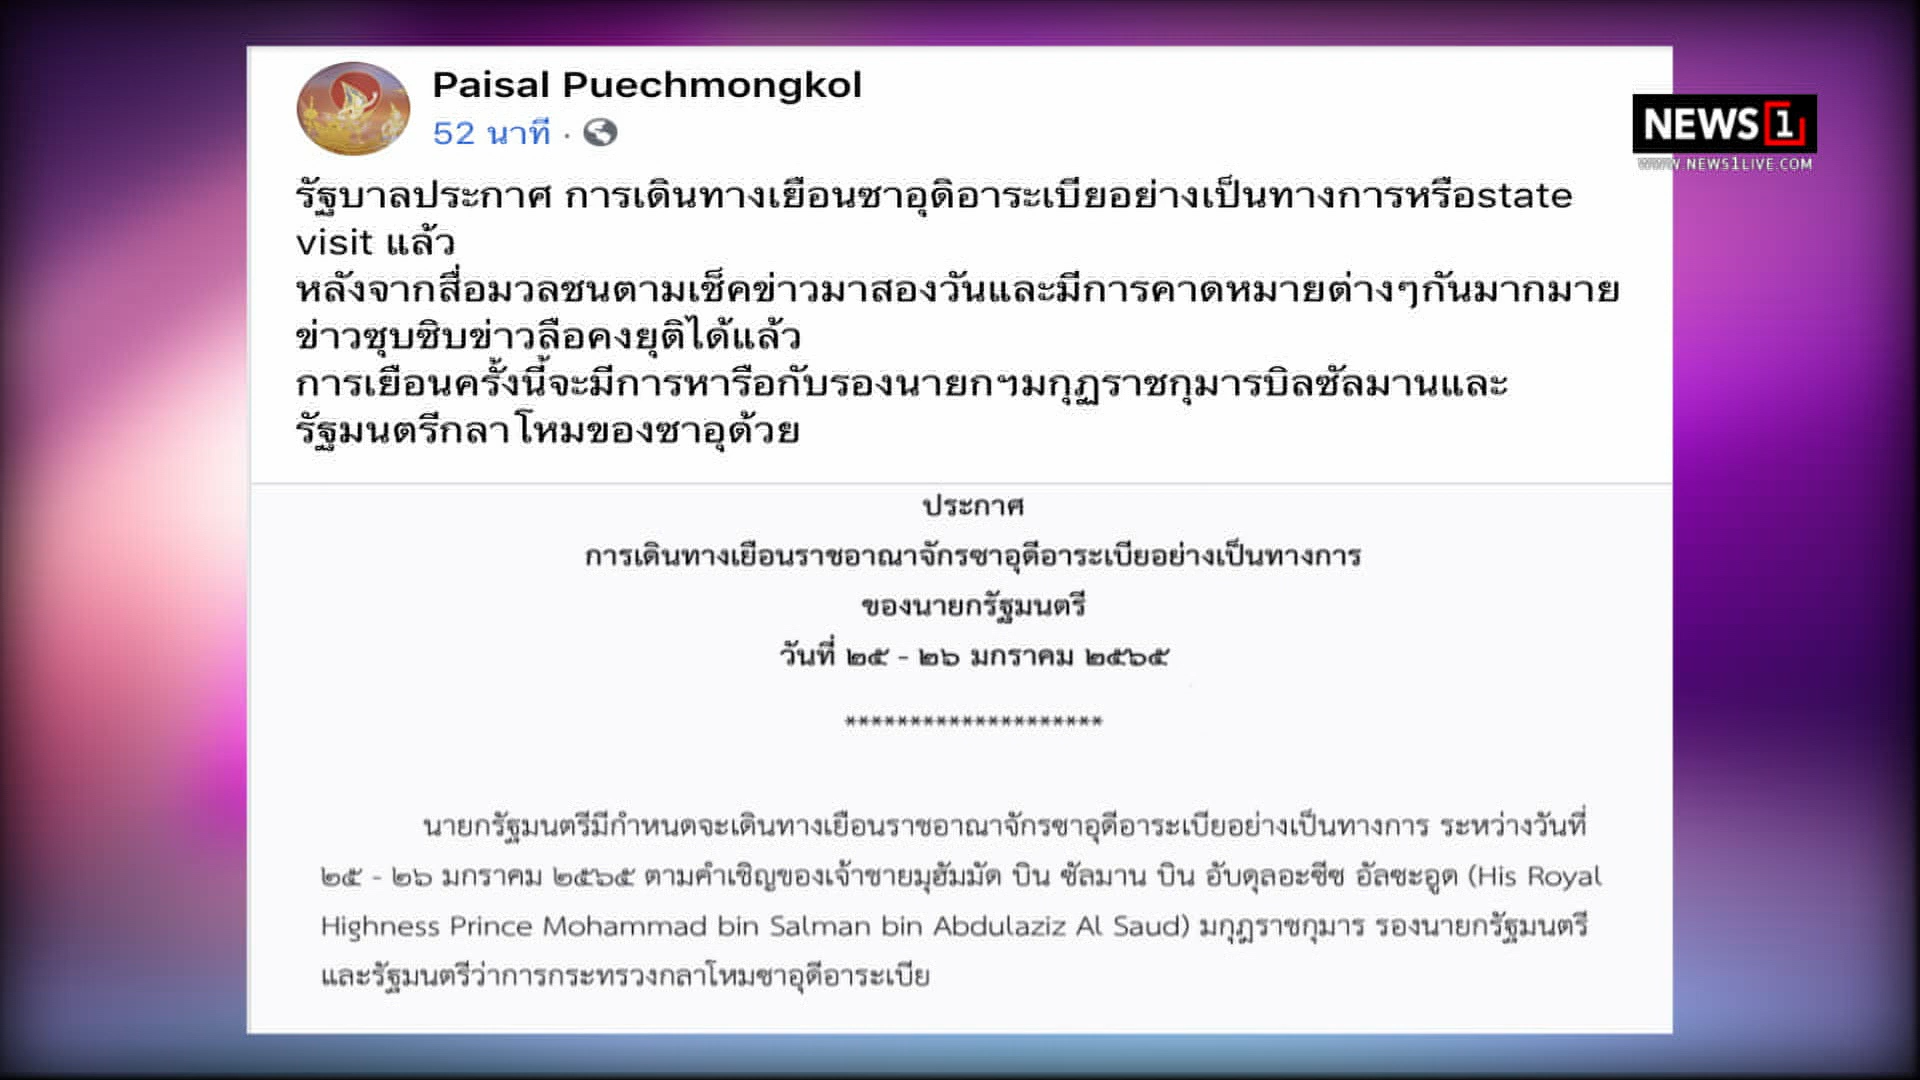 Paisal Puechmongkol
52 นาที ·
NEWS 1
WWW.NEWS1LIVE.COM
รัฐบาลประกาศ การเดินทางเยือนซาอุดิอาระเบียอย่างเป็นทางการหรือstate
visit แล้ว
หลังจากสื่อมวลชนตามเช็คข่าวมาสองวันและมีการคาดหมายต่างๆกันมากมาย
ข่าวซุบซิบข่าวลือคงยุติได้แล้ว
การเยือนครั้งนี้จะมีการหารือกับรองนายกฯมกุฏราชกุมารบิลซัลมานและ
รัฐมนตรีกลาโหมของซาอุด้วย
ประกาศ
การเดินทางเยือนราชอาณาจักรซาอุดีอาระเบียอย่างเป็นทางการ
ของนายกรัฐมนตรี
วันที่ ๒๕ - ๒๖ มกราคม ๒๕๖๕
********************
นายกรัฐมนตรีมีกำหนดจะเดินทางเยือนราชอาณาจักรซาอุดีอาระเบียอย่างเป็นทางการ ระหว่างวันที่
๒๕ - ๒๖ มกราคม ๒๕๖๕ ตามคำเชิญของเจ้าชายมุฮัมมัด บิน ซัลมาน บิน อับดุลอะซีซ อัลซะอูด (His Royal
Highness Prince Mohammad bin Salman bin Abdulaziz Al Saud) มกุฎราชกุมาร รองนายกรัฐมนตรี
และรัฐมนตรีว่าการกระทรวงกลาโหมซาอุดีอาระเบีย